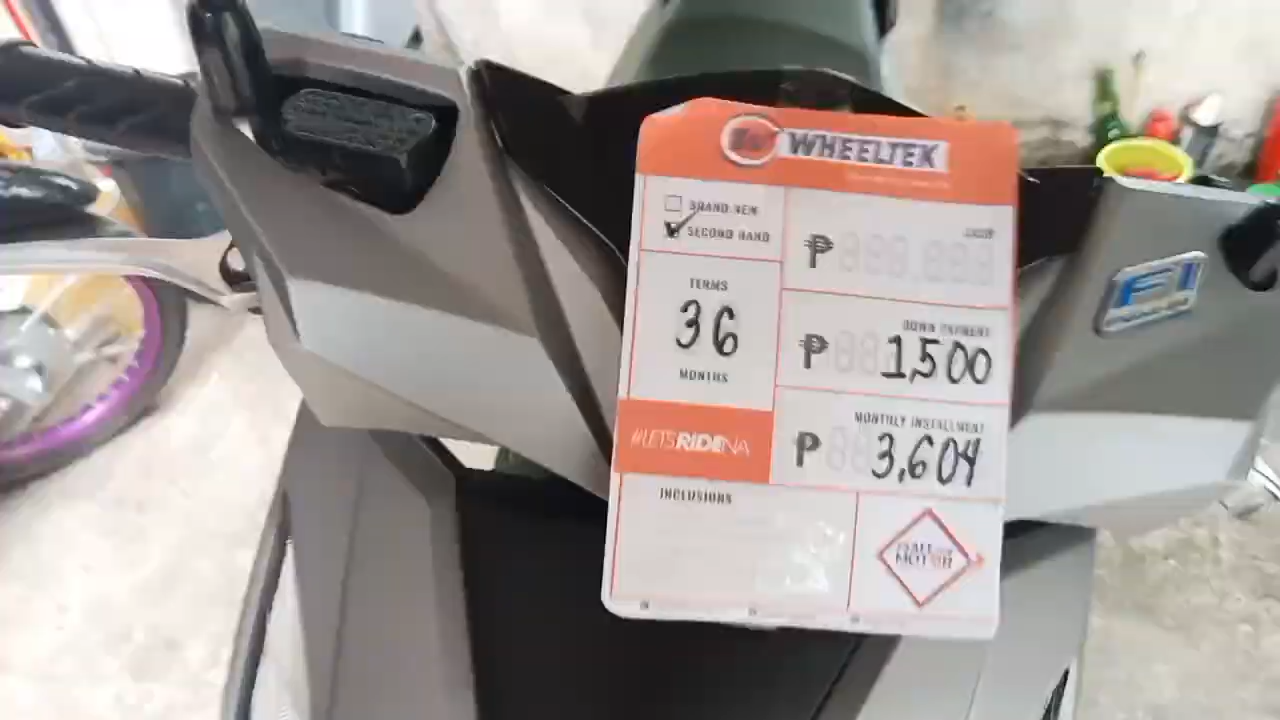 WHEELTEK
BRAND NEW
SECOND HAND
CASH
₱
TERMS
36
MONTHS
DOWN PAYMENT
₱ 1,500
MONTHLY INSTALLMENT
₱ 3,604
#LETSRIDENA
INCLUSIONS
FI